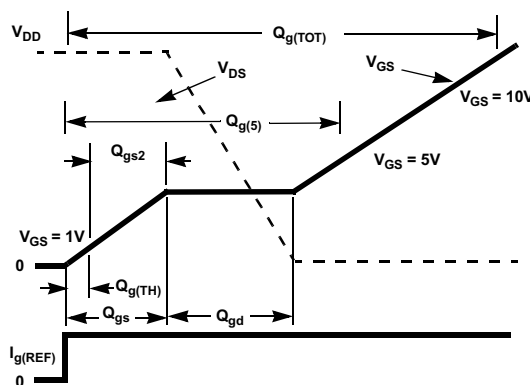 V_DD
Q_g(TOT)
V_DS
V_GS
V_GS = 10V
Q_g(5)
Q_gs2
V_GS = 5V
V_GS = 1V
0
Q_g(TH)
Q_gs
Q_gd
I_g(REF)
0